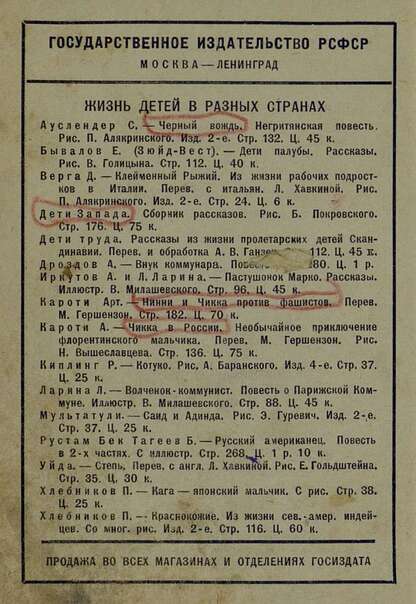 ГОСУДАРСТВЕННОЕ ИЗДАТЕЛЬСТВО РСФСР
МОСКВА — ЛЕНИНГРАД
ЖИЗНЬ ДЕТЕЙ В РАЗНЫХ СТРАНАХ
Ауслендер С. — Черный вождь. Негритянская повесть.
Рис. П. Алякринского. Изд. 2-е. Стр. 132. Ц. 45 к.
Бывалов Е. (Зюйд-Вест). — Дети палубы. Рассказы.
Рис. В. Голицына. Стр. 112. Ц. 40 к.
Верга Д. — Клейменный Рыжий. Из жизни рабочих подрост-
ков в Италии. Перев. с итальян. Л. Хавкиной. Рис.
П. Алякринского. Изд. 2-е. Стр. 24. Ц. 6 к.
Дети Запада. Сборник рассказов. Рис. Б. Покровского.
Стр. 176. Ц. 75 к.
Дети труда. Рассказы из жизни пролетарских детей Скан-
динавии. Перев. и обработка А. В. Ганзен. 112. Ц. 45 к.
Дроздов А. — Внук коммунара. 180. Ц. 1 р.
Иркутов А. и Л. Ларина. — Пастушонок Марко. Рассказы.
Иллюстр. В. Милашевского. Стр. 96. Ц. 45 к.
Кароти Арт. — Нинни и Чикка против фашистов. Перев.
М. Гершензон. Стр. 182. Ц. 70 к.
Кароти А. — Чикка в России. Необычайное приключение
флорентинского мальчика. Перев. М. Гершензон. Рис.
Н. Вышеславцева. Стр. 136. Ц. 75 к.
Киплинг Р. — Котуко. Рис. А. Баранского. Изд. 4-е. Стр. 37.
Ц. 25 к.
Ларина Л. — Волченок-коммунист. Повесть о Парижской Ком-
муне. Иллюстр. В. Милашевского. Стр. 88. Ц. 45 к.
Мультатули. — Саид и Адинда. Рис. Э. Гуревич. Изд. 2-е.
Стр. 37. Ц. 25 к.
Рустам Бек Тагеев Б. — Русский американец. Повесть
в 2-х частях. С иллюстр. Стр. 268. Ц. 1 р. 10 к.
Уйда. — Степь, Перев. с англ. Л. Хавкиной. Рис. Е. Гольдштейна.
Стр. 35. Ц. 30 к.
Хлебников П. — Кага — японский мальчик. С рис. Стр. 38.
Ц. 25 к.
Хлебников П. — Краснокожие. Из жизни сев.-амер. индей-
цев. Со мног. рис. Изд. 2-е. Стр. 116. Ц. 60 к.
ПРОДАЖА ВО ВСЕХ МАГАЗИНАХ И ОТДЕЛЕНИЯХ ГОСИЗДАТА